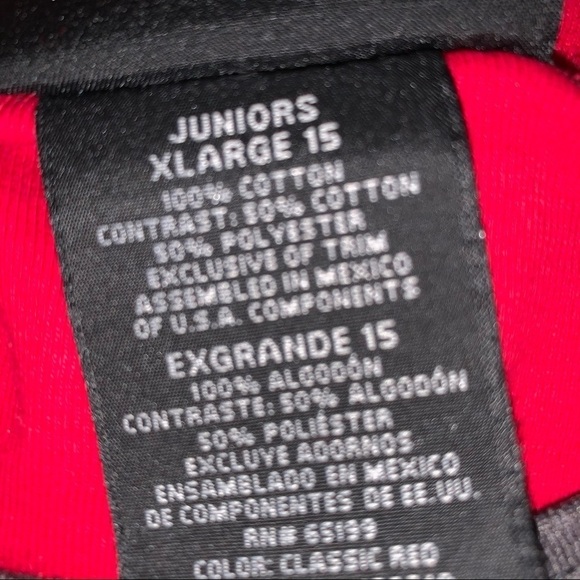 JUNIORS
XLARGE 15
100% COTTON
CONTRAST: 50% COTTON
50% POLYESTER
EXCLUSIVE OF TRIM
ASSEMBLED IN MEXICO
OF U.S.A. COMPONENTS
EXGRANDE 15
100% ALGODÓN
CONTRASTE: 50% ALGODÓN
50% POLIÉSTER
EXCLUYE ADORNOS
ENSAMBLADO EN MÉXICO
DE COMPONENTES DE EE. UU.
RN# 65199
COLOR: CLASSIC RED